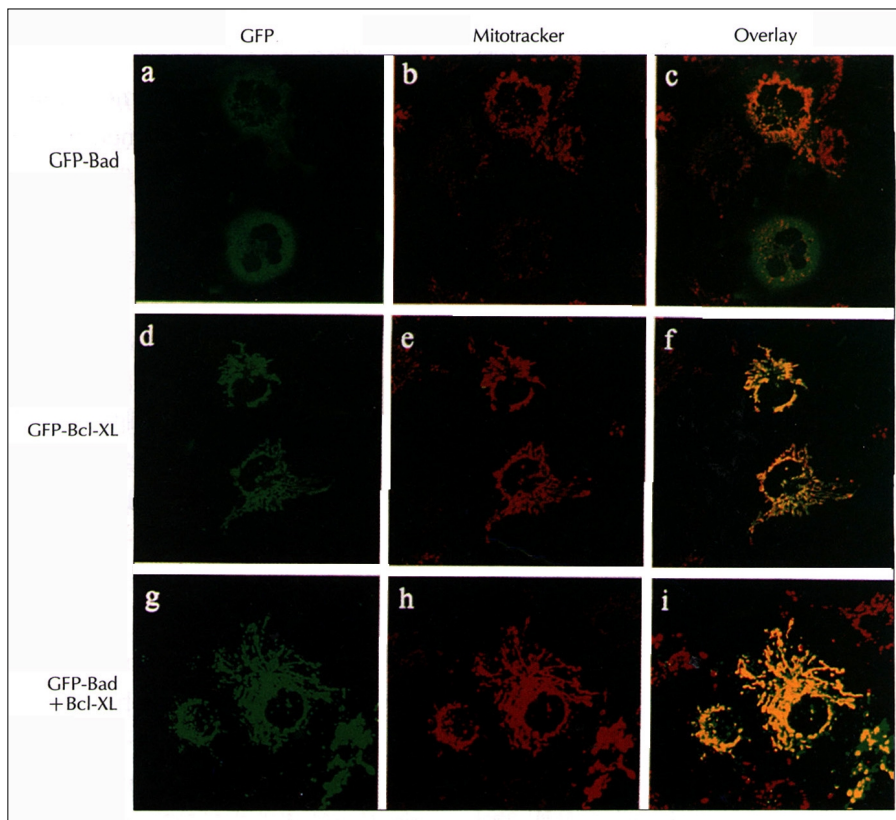 GFP
Mitotracker
Overlay
a
b
c
GFP-Bad
d
e
f
GFP-Bcl-XL
g
h
i
GFP-Bad
+Bcl-XL